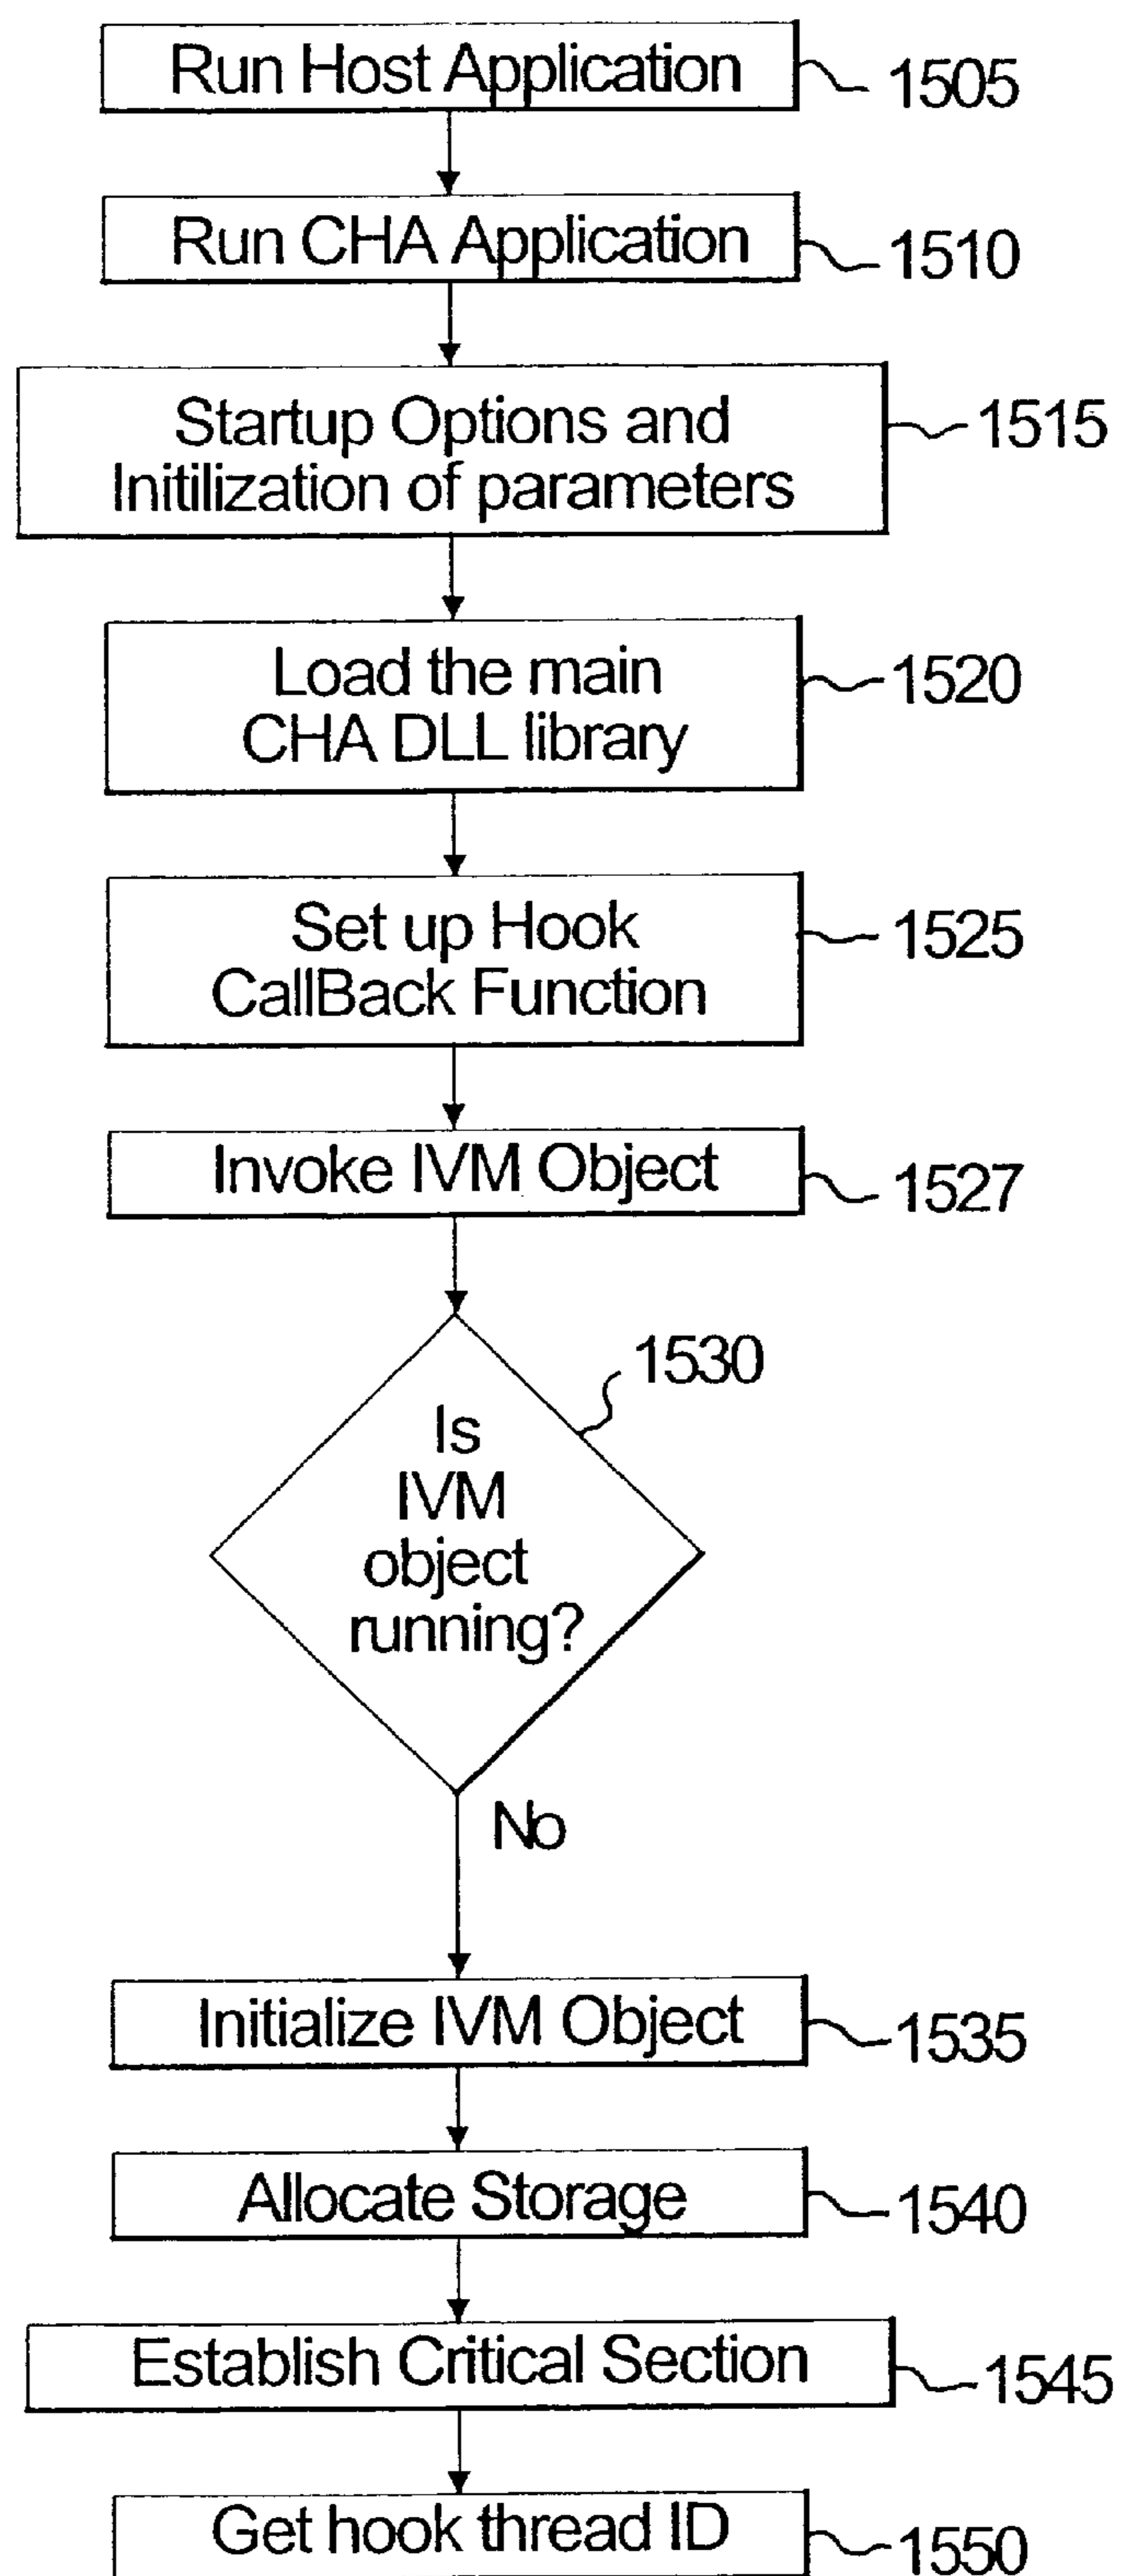 Run Host Application
1505
Run CHA Application
1510
Startup Options and
Initilization of parameters
1515
Load the main
CHA DLL library
1520
Set up Hook
CallBack Function
1525
Invoke IVM Object
1527
1530
Is
IVM
object
running?
No
Initialize IVM Object
1535
Allocate Storage
1540
Establish Critical Section
1545
Get hook thread ID
1550